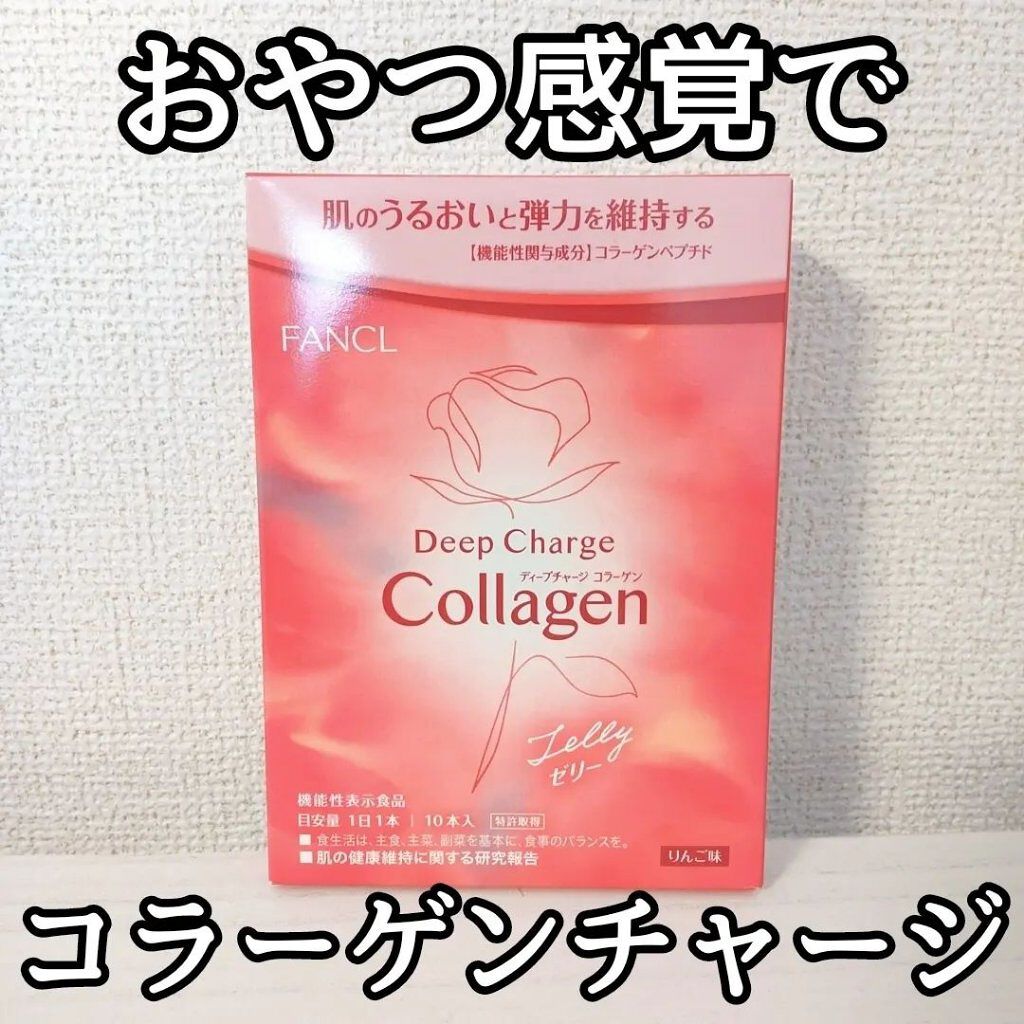 おやつ感覚で
肌のうるおいと弾力を維持する
【機能性関与成分】コラーゲンペプチド
FANCL
Deep Charge
ディープチャージ コラーゲン
Collagen
Jelly
ゼリー
機能性表示食品
目安量 1日1本 | 10本入 特許取得
■ 食生活は、主食、主菜、副菜を基本に、食事のバランスを。
■ 肌の健康維持に関する研究報告
りんご味
コラーゲンチャージ